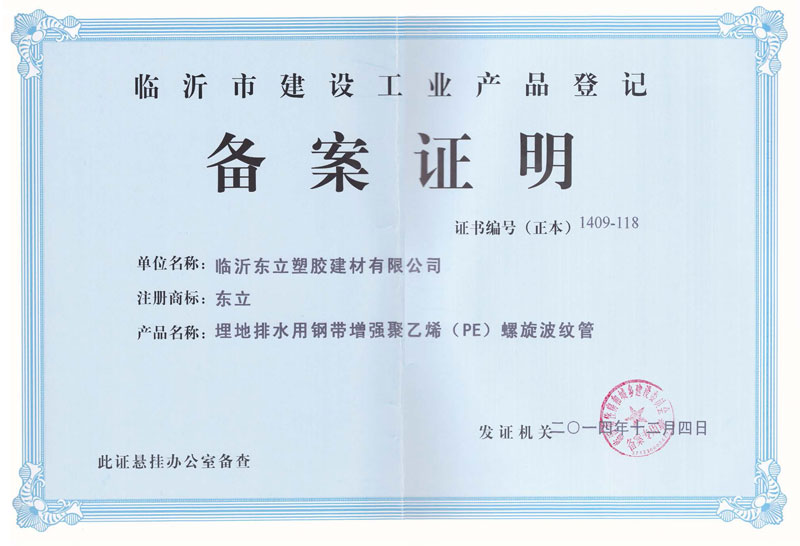 临沂市建设工业产品登记
备案证明
证书编号（正本）1409-118
单位名称：临沂东立塑胶建材有限公司
注册商标：东立
产品名称：埋地排水用钢带增强聚乙烯（PE）螺旋波纹管
发证机关二〇一四年十二月四日
此证悬挂办公室备查